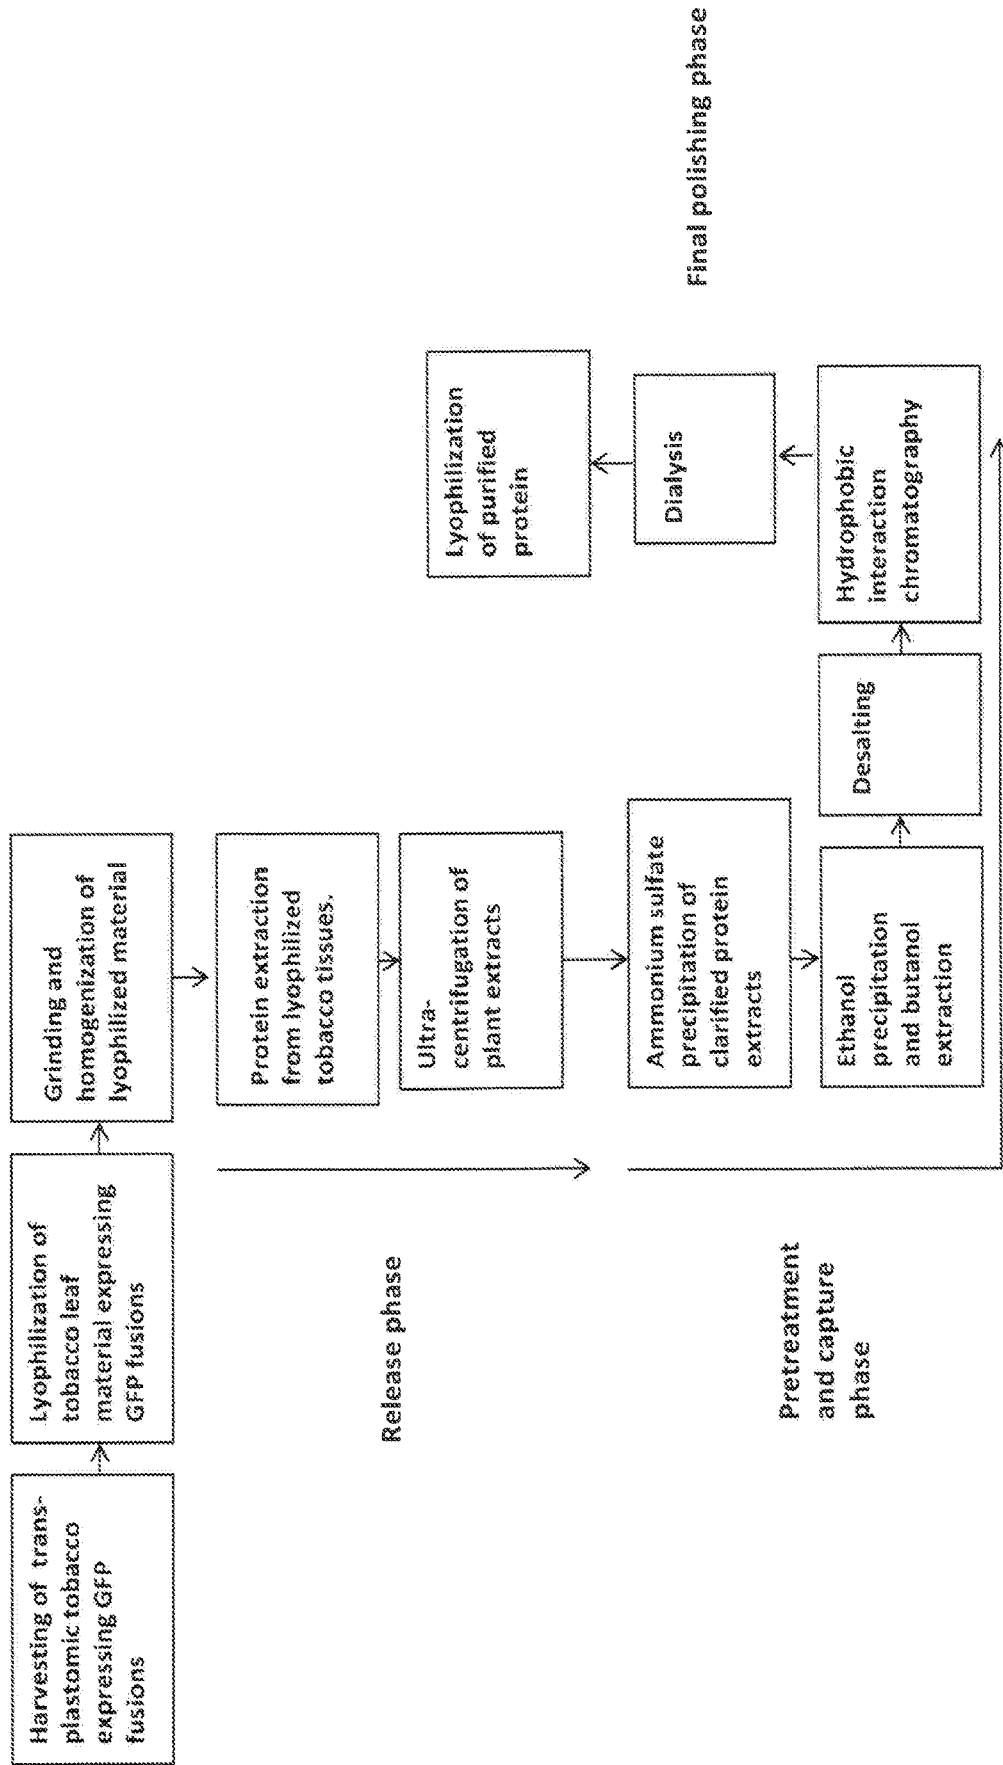 Harvesting of trans-
plastomic tobacco
expressing GFP
fusions
Lyophilization of
tobacco leaf
material expressing
GFP fusions
Grinding and
homogenization of
lyophilized material
Protein extraction
from lyophilized
tobacco tissues.
Ultra-
centrifugation of
plant extracts
Release phase
Ammonium sulfate
precipitation of
clarified protein
extracts
Ethanol
precipitation
and butanol
extraction
Pretreatment
and capture
phase
Desalting
Hydrophobic
interaction
chromatography
Dialysis
Lyophilization
of purified
protein
Final polishing phase